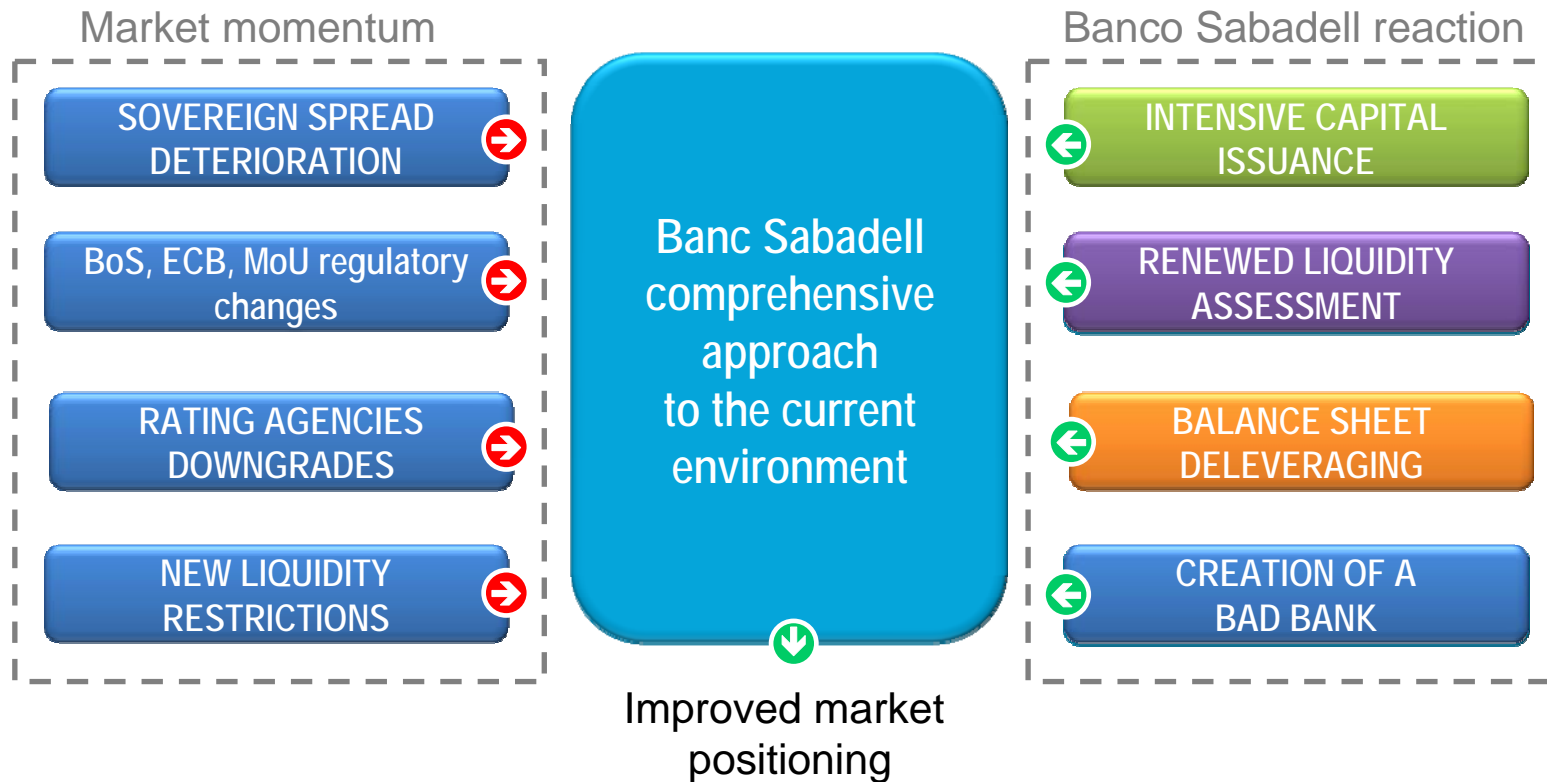 Market momentum
SOVEREIGN SPREAD
DETERIORATION
BoS, ECB, MoU regulatory
changes
RATING AGENCIES
DOWNGRADES
NEW LIQUIDITY
RESTRICTIONS
Banc Sabadell
comprehensive
approach
to the current
environment
Improved market
positioning
Banco Sabadell reaction
INTENSIVE CAPITAL
ISSUANCE
RENEWED LIQUIDITY
ASSESSMENT
BALANCE SHEET
DELEVERAGING
CREATION OF A
BAD BANK